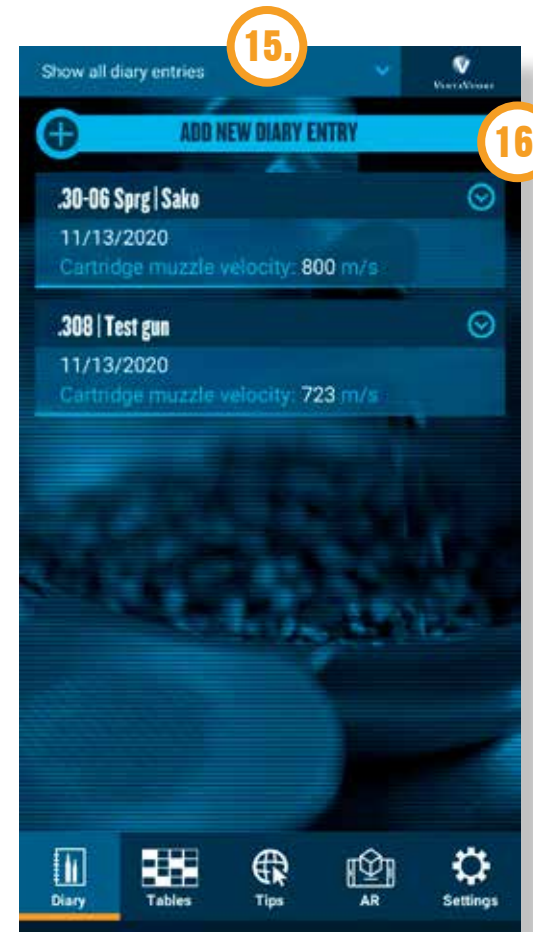 15.
Show all diary entries
VihtaVuori
ADD NEW DIARY ENTRY
16
.30-06 Sprg | Sako
11/13/2020
Cartridge muzzle velocity: 800 m/s
.308 | Test gun
11/13/2020
Cartridge muzzle velocity: 723 m/s
Diary Tables Tips AR Settings